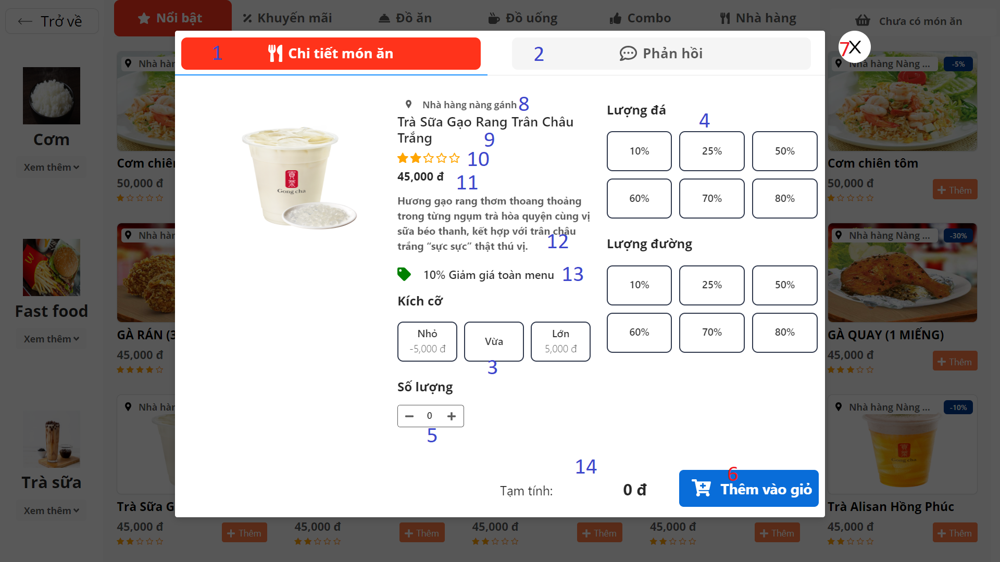 Trở về
Nổi bật
Khuyến mãi
Đồ ăn
Đồ uống
Combo
Nhà hàng
Chưa có món ăn
1
Chi tiết món ăn
2
Phản hồi
7X
Cơm
Xem thêm
Fast food
Xem thêm
Trà sữa
Xem thêm
Nhà hàn
Cơm chiê
50,000 đ
Nhà hàn
GÀ RÁN (3
45,000 đ
Nhà hàn
Trà Sữa G
45,000 đ
Thêm
45,000 đ
Thêm
45,000 đ
Thêm
45,000 đ
Thêm
Nhà hàng nàng gánh 8
Trà Sữa Gạo Rang Trân Châu
Trắng
9
10
45,000 đ
11
Hương gạo rang thơm thoang thoảng
trong từng ngụm trà hòa quyện cùng vị
sữa béo thanh, kết hợp với trân châu
trắng “sực sực” thật thú vị.
12
10% Giảm giá toàn menu 13
Kích cỡ
Nhỏ
-5,000 đ
Vừa
Lớn
5,000 đ
3
Số lượng
0
5
貢茶
Gong cha
Lượng đá
4
10% 25% 50%
60% 70% 80%
Lượng đường
10% 25% 50%
60% 70% 80%
14
Tạm tính:
0 đ
6
Thêm vào giỏ
Nhà hàng Nàng ...
-5%
Cơm chiên tôm
50,000 đ
Thêm
Nhà hàng Nàng ...
-30%
GÀ QUAY (1 MIẾNG)
45,000 đ
Thêm
Nhà hàng Nàng ...
-10%
貢茶
Gong cha
Trà Alisan Hồng Phúc
45,000 đ
Thêm